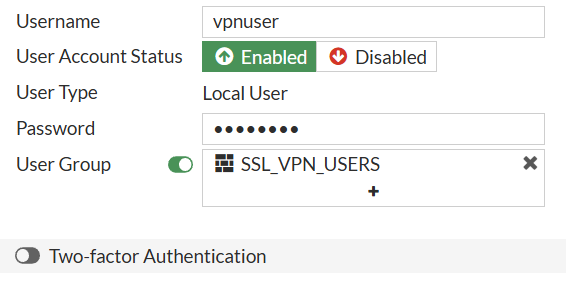 Username vpnuser
User Account Status Enabled Disabled
User Type Local User
Password ••••••••
User Group SSL_VPN_USERS
Two-factor Authentication